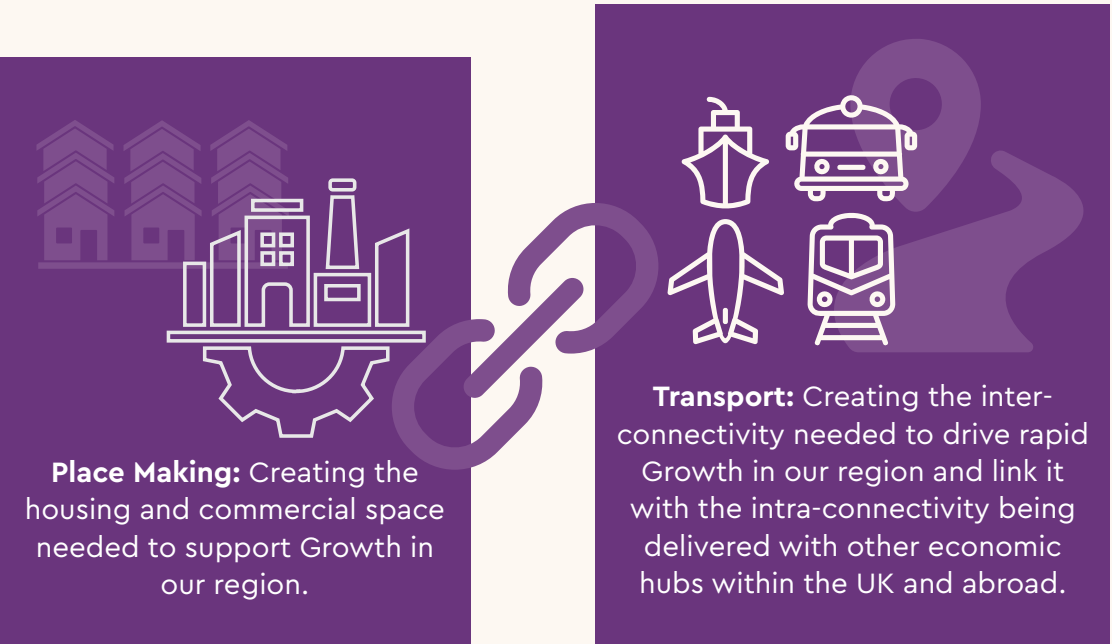 Place Making: Creating the
housing and commercial space
needed to support Growth in
our region.
Transport: Creating the inter-
connectivity needed to drive rapid
Growth in our region and link it
with the intra-connectivity being
delivered with other economic
hubs within the UK and abroad.